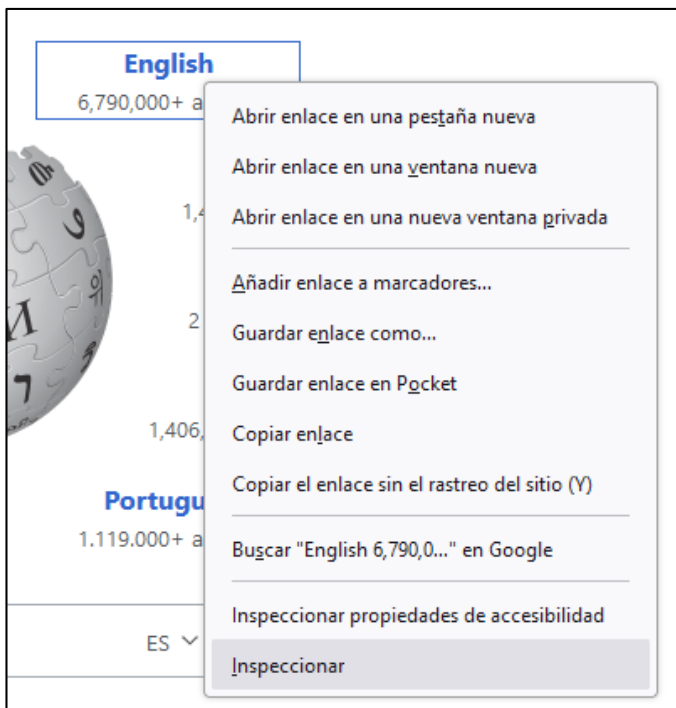 English
6,790,000+ a
1,4
2
1,406,
Portugu
1.119.000+ a
ES
Abrir enlace en una pestaña nueva
Abrir enlace en una ventana nueva
Abrir enlace en una nueva ventana privada
Añadir enlace a marcadores...
Guardar enlace como...
Guardar enlace en Pocket
Copiar enlace
Copiar el enlace sin el rastreo del sitio (Y)
Buscar "English 6,790,0..." en Google
Inspeccionar propiedades de accesibilidad
Inspeccionar